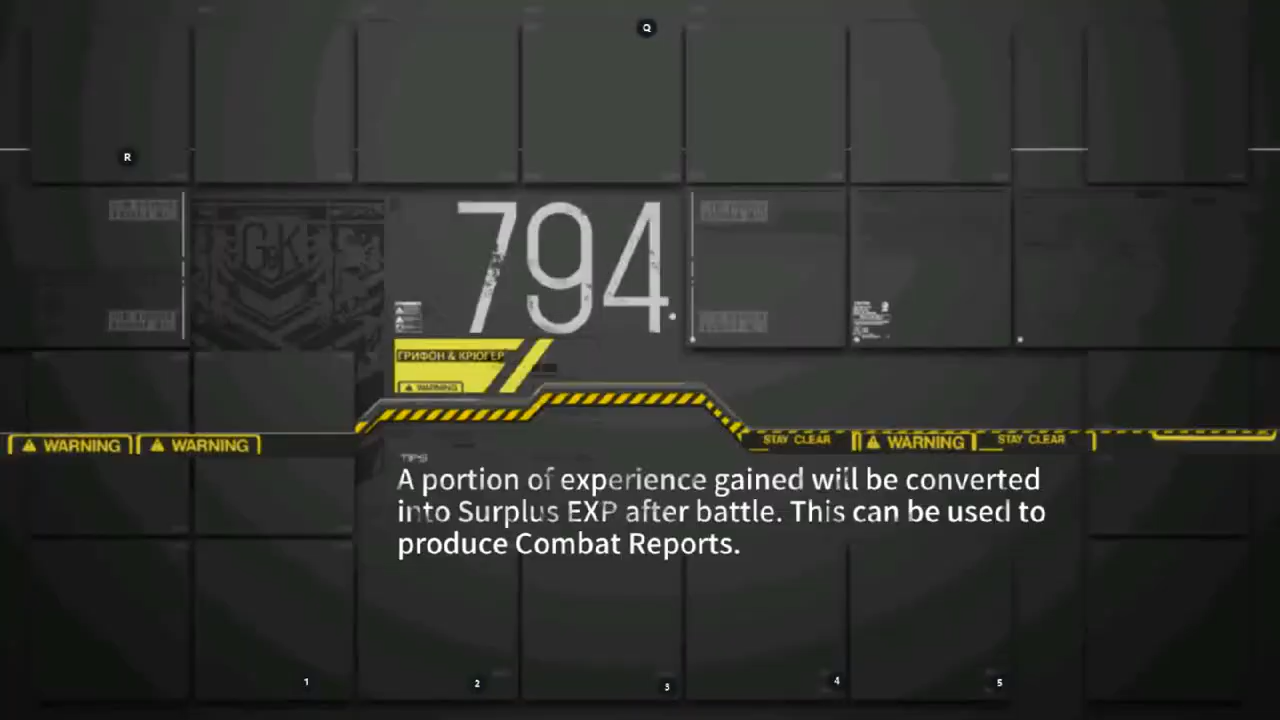 Q
R
G&K
794.
ГРИФОН & КРЮГЕР
WARNING
WARNING
WARNING
STAY CLEAR
WARNING
STAY CLEAR
TIPS
A portion of experience gained will be converted
into Surplus EXP after battle. This can be used to
produce Combat Reports.
1
2
3
4
5